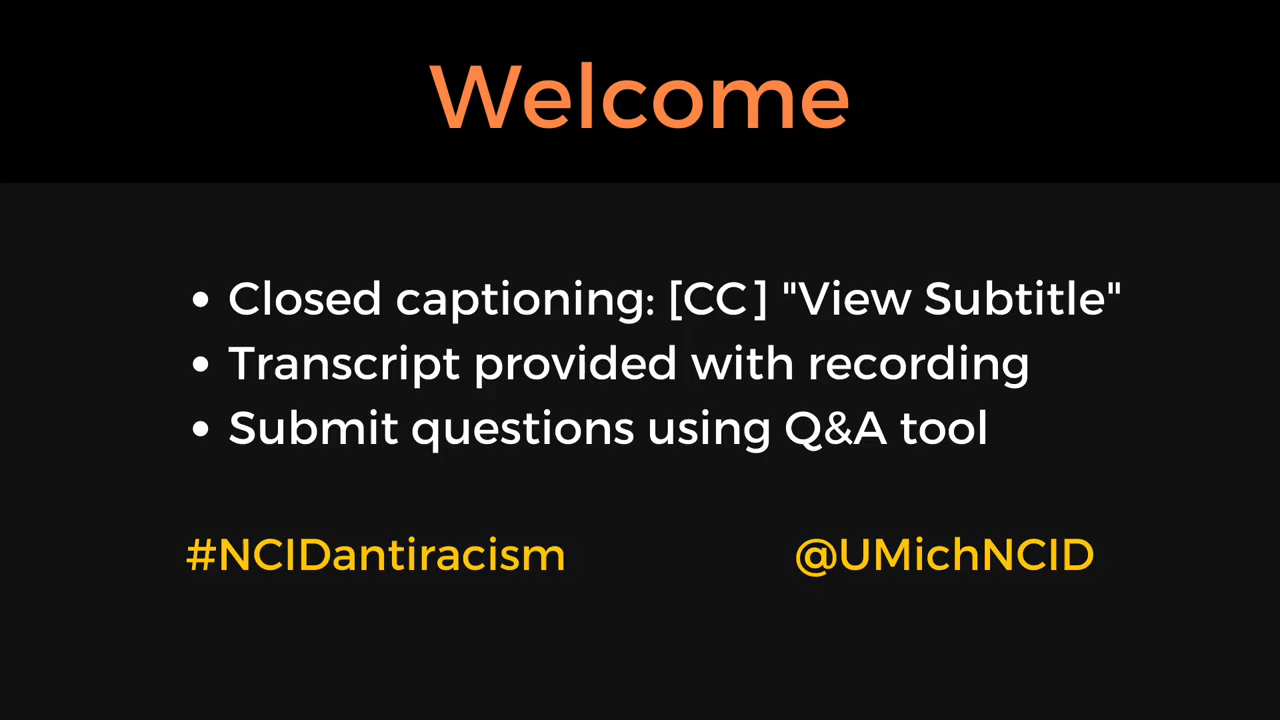 Welcome
• Closed captioning: [CC] "View Subtitle"
• Transcript provided with recording
• Submit questions using Q&A tool
#NCIDantiracism @UMichNCID